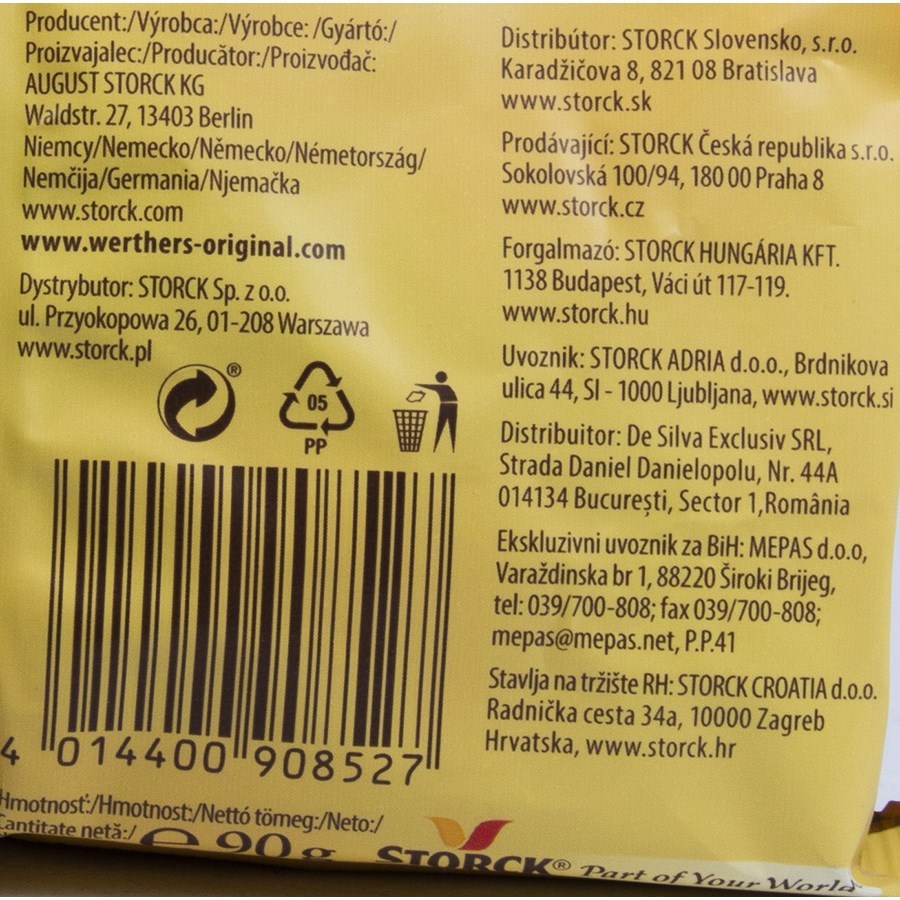 Producent:/Výrobca:/Výrobce: /Gyártó:/
Proizvajalec:/Producător:/Proizvođač:
AUGUST STORCK KG
Waldstr. 27, 13403 Berlin
Niemcy/Nemecko/Německo/Németország/
Nemčija/Germania/Njemačka
www.storck.com
www.werthers-original.com
Dystrybutor: STORCK Sp. z o.o.
ul. Przyokopowa 26, 01-208 Warszawa
www.storck.pl
®
05
PP
4 014400 908527
Hmotnosť:/Hmotnost:/Nettó tömeg:/Neto:/
Cantitate netă:/ e 90 g
Distribútor: STORCK Slovensko, s.r.o.
Karadžičova 8, 821 08 Bratislava
www.storck.sk
Prodávající: STORCK Česká republika s.r.o.
Sokolovská 100/94, 180 00 Praha 8
www.storck.cz
Forgalmazó: STORCK HUNGÁRIA KFT.
1138 Budapest, Váci út 117-119.
www.storck.hu
Uvoznik: STORCK ADRIA d.o.o., Brdnikova
ulica 44, SI - 1000 Ljubljana, www.storck.si
Distribuitor: De Silva Exclusiv SRL,
Strada Daniel Danielopolu, Nr. 44A
014134 București, Sector 1,România
Ekskluzivni uvoznik za BiH: MEPAS d.o.o,
Varaždinska br 1, 88220 Široki Brijeg,
tel: 039/700-808; fax 039/700-808;
mepas@mepas.net, P.P.41
Stavlja na tržište RH: STORCK CROATIA d.o.o.
Radnička cesta 34a, 10000 Zagreb
Hrvatska, www.storck.hr
STORCK® Part of Your World